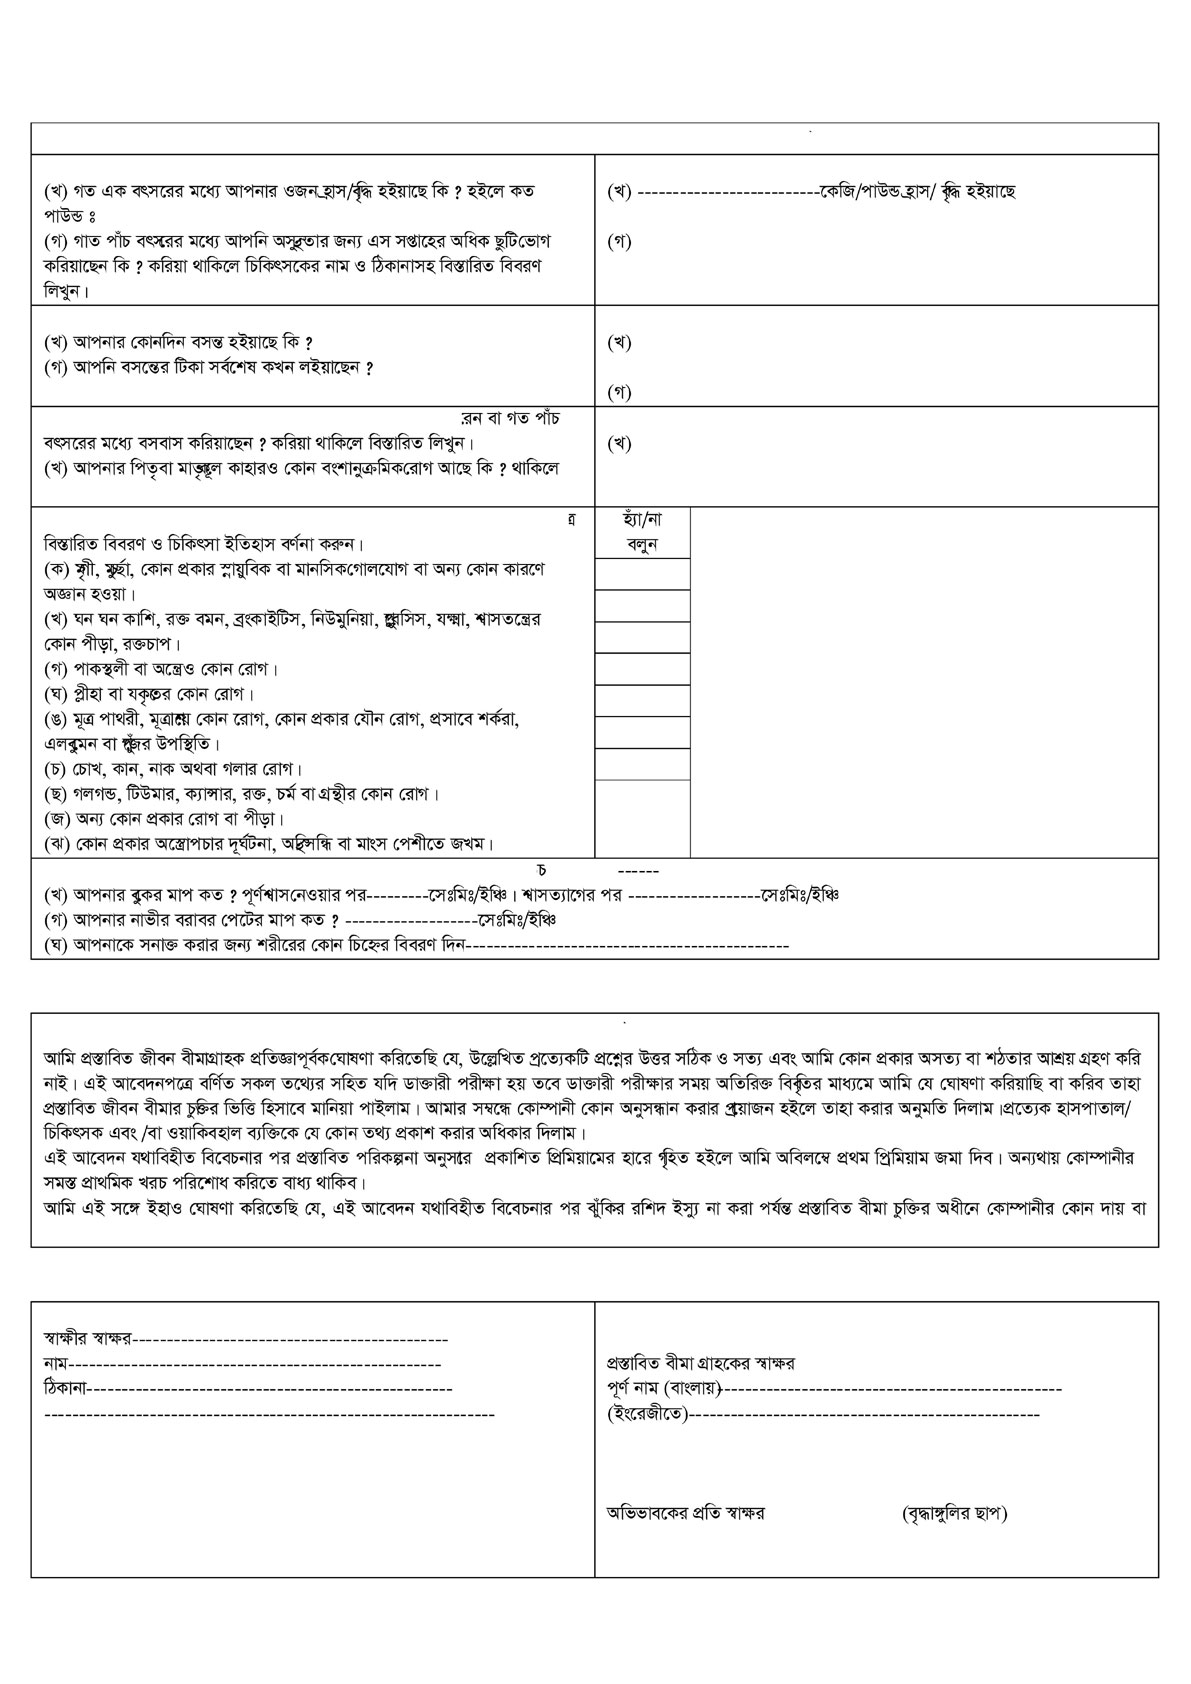 (খ) গত এক বৎসরের মধ্যে আপনার ওজন হ্রাস/বৃদ্ধি হইয়াছে কি ? হইলে কত
পাউন্ড ঃ
(গ) গাত পাঁচ বৎসরের মধ্যে আপনি অসুস্থতার জন্য এস সপ্তাহের অধিক ছুটি ভোগ
করিয়াছেন কি ? করিয়া থাকিলে চিকিৎসকের নাম ও ঠিকানাসহ বিস্তারিত বিবরণ
লিখুন।
(খ) --------------------------কেজি/পাউন্ড হ্রাস/ বৃদ্ধি হইয়াছে
(গ)
(খ) আপনার কোনদিন বসন্ত হইয়াছে কি ?
(গ) আপনি বসন্তের টিকা সর্বশেষ কখন লইয়াছেন ?
(খ)
(গ)
রেন বা গত পাঁচ
বৎসরের মধ্যে বসবাস করিয়াছেন ? করিয়া থাকিলে বিস্তারিত লিখুন।
(খ) আপনার পিতৃ বা মাতৃকূলে কাহারও কোন বংশানুক্রমিক রোগ আছে কি ? থাকিলে
(খ)
বিস্তারিত বিবরণ ও চিকিৎসা ইতিহাস বর্ণনা করুন।
(ক) মৃগী, মুর্ছা, কোন প্রকার স্নায়ুবিক বা মানসিক গোলযোগ বা অন্য কোন কারণে
অজ্ঞান হওয়া।
(খ) ঘন ঘন কাশি, রক্ত বমন, ব্রংকাইটিস, নিউমুনিয়া, প্লুরিসিস, যক্ষ্মা, শ্বাসতন্ত্রের
কোন পীড়া, রক্তচাপ।
(গ) পাকস্থলী বা অন্ত্রেও কোন রোগ।
(ঘ) প্লীহা বা যকৃতের কোন রোগ।
(ঙ) মূত্র পাথরী, মূত্রাশয়ে কোন রোগ, কোন প্রকার যৌন রোগ, প্রসাবে শর্করা,
এলবুমেন বা পুঁজের উপস্থিতি।
(চ) চোখ, কান, নাক অথবা গলার রোগ।
(ছ) গলগন্ড, টিউমার, ক্যান্সার, রক্ত, চর্ম বা গ্রন্থীর কোন রোগ।
(জ) অন্য কোন প্রকার রোগ বা পীড়া।
(ঝ) কোন প্রকার অস্ত্রোপচার দূর্ঘটনা, অস্থিসন্ধি বা মাংস পেশীতে জখম।
হ্যাঁ/না
বলুন
চ ------
(খ) আপনার বুকের মাপ কত ? পূর্ণশ্বাস নেওয়ার পর---------সেঃমিঃ/ইঞ্চি। শ্বাসত্যাগের পর -------------------সেঃমিঃ/ইঞ্চি
(গ) আপনার নাভীর বরাবর পেটের মাপ কত ? -------------------সেঃমিঃ/ইঞ্চি
(ঘ) আপনাকে সনাক্ত করার জন্য শরীরের কোন চিহ্নের বিবরণ দিন----------------------------------------------
আমি প্রস্তাবিত জীবন বীমাগ্রাহক প্রতিজ্ঞাপূর্বক ঘোষণা করিতেছি যে, উল্লেখিত প্রত্যেকটি প্রশ্নের উত্তর সঠিক ও সত্য এবং আমি কোন প্রকার অসত্য বা শঠতার আশ্রয় গ্রহণ করি
নাই। এই আবেদনপত্রে বর্ণিত সকল তথ্যের সহিত যদি ডাক্তারী পরীক্ষা হয় তবে ডাক্তারী পরীক্ষার সময় অতিরিক্ত বিবৃতির মাধ্যমে আমি যে ঘোষণা করিয়াছি বা করিব তাহা
প্রস্তাবিত জীবন বীমার চুক্তির ভিত্তি হিসাবে মানিয়া পাইলাম। আমার সম্বন্ধে কোম্পানী কোন অনুসন্ধান করার প্রয়োজন হইলে তাহা করার অনুমতি দিলাম। প্রত্যেক হাসপাতাল/
চিকিৎসক এবং /বা ওয়াকিবহাল ব্যক্তিকে যে কোন তথ্য প্রকাশ করার অধিকার দিলাম।
এই আবেদন যথাবিহীত বিবেচনার পর প্রস্তাবিত পরিকল্পনা অনুসারে প্রকাশিত প্রিমিয়ামের হারে গৃহিত হইলে আমি অবিলম্বে প্রথম প্রিমিয়াম জমা দিব। অন্যথায় কোম্পানীর
সমস্ত প্রাথমিক খরচ পরিশোধ করিতে বাধ্য থাকিব।
আমি এই সঙ্গে ইহাও ঘোষণা করিতেছি যে, এই আবেদন যথাবিহীত বিবেচনার পর ঝুঁকির রশিদ ইস্যু না করা পর্যন্ত প্রস্তাবিত বীমা চুক্তির অধীনে কোম্পানীর কোন দায় বা
স্বাক্ষীর স্বাক্ষর---------------------------------------------
নাম-----------------------------------------------------
ঠিকানা----------------------------------------------------
----------------------------------------------------------------
প্রস্তাবিত বীমা গ্রাহকের স্বাক্ষর
পূর্ণ নাম (বাংলায়)-------------------------------------------------
(ইংরেজীতে)--------------------------------------------------
অভিভাবকের প্রতি স্বাক্ষর (বৃদ্ধাঙ্গুলির ছাপ)